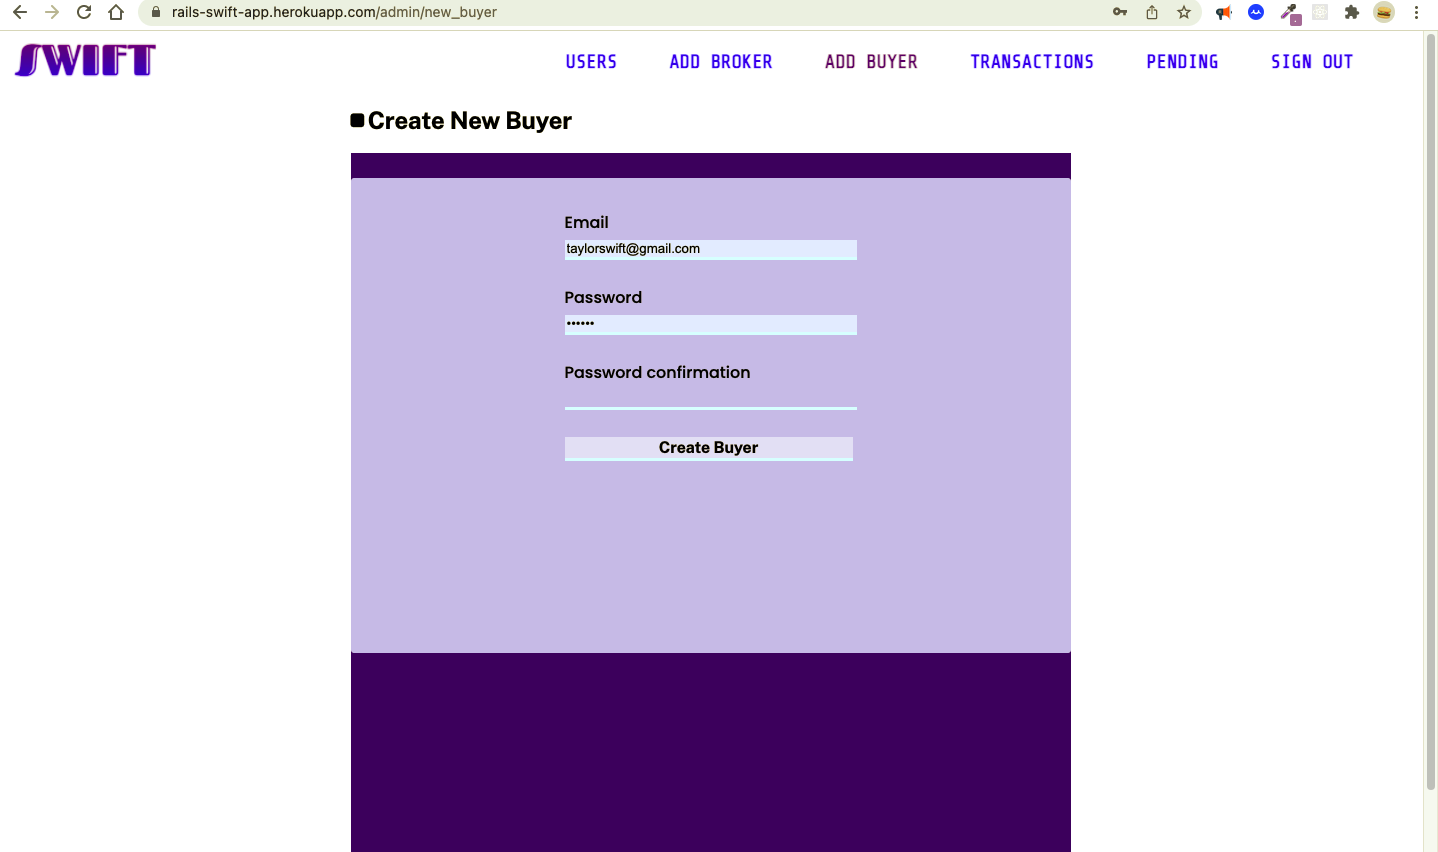 rails-swift-app.herokuapp.com/admin/new_buyer
SWIFT
USERS ADD BROKER ADD BUYER TRANSACTIONS PENDING SIGN OUT
Create New Buyer
Email
taylorswift@gmail.com
Password
••••••
Password confirmation
Create Buyer